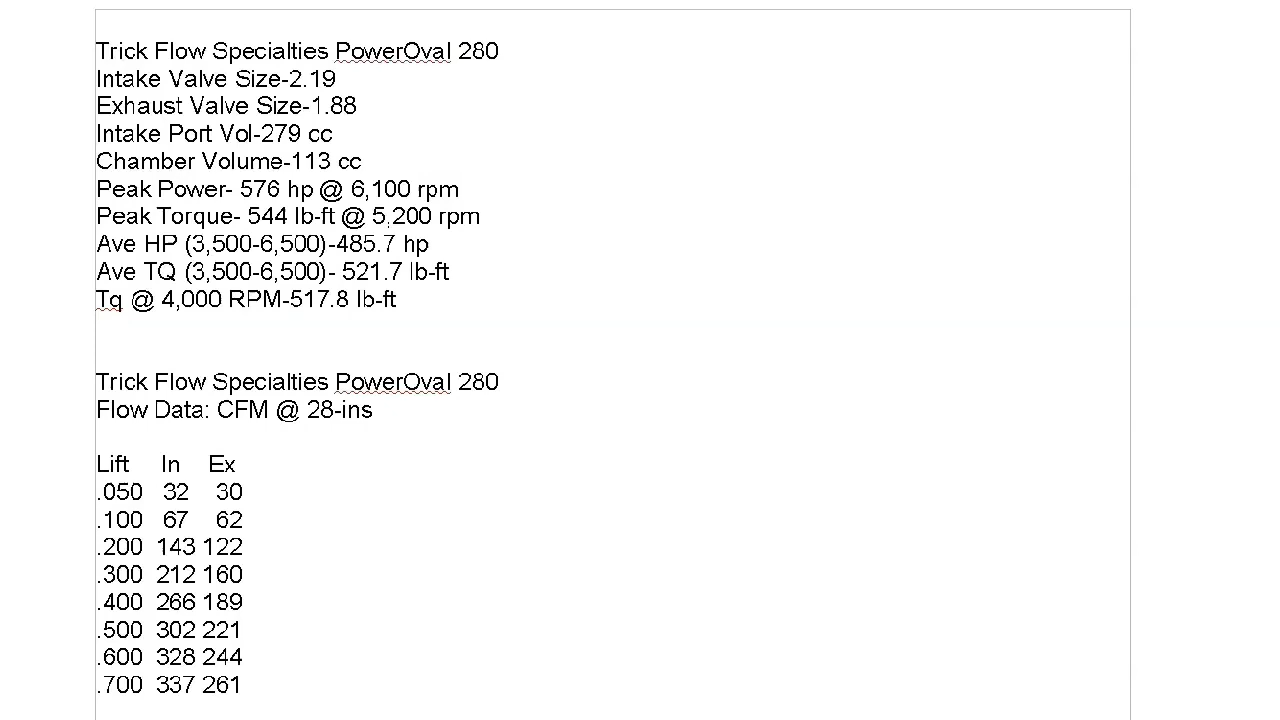 Trick Flow Specialties PowerOval 280
Intake Valve Size-2.19
Exhaust Valve Size-1.88
Intake Port Vol-279 cc
Chamber Volume-113 cc
Peak Power- 576 hp @ 6,100 rpm
Peak Torque- 544 lb-ft @ 5,200 rpm
Ave HP (3,500-6,500)-485.7 hp
Ave TQ (3,500-6,500)- 521.7 lb-ft
Tq @ 4,000 RPM-517.8 lb-ft
Trick Flow Specialties PowerOval 280
Flow Data: CFM @ 28-ins
Lift In Ex
.050 32 30
.100 67 62
.200 143 122
.300 212 160
.400 266 189
.500 302 221
.600 328 244
.700 337 261